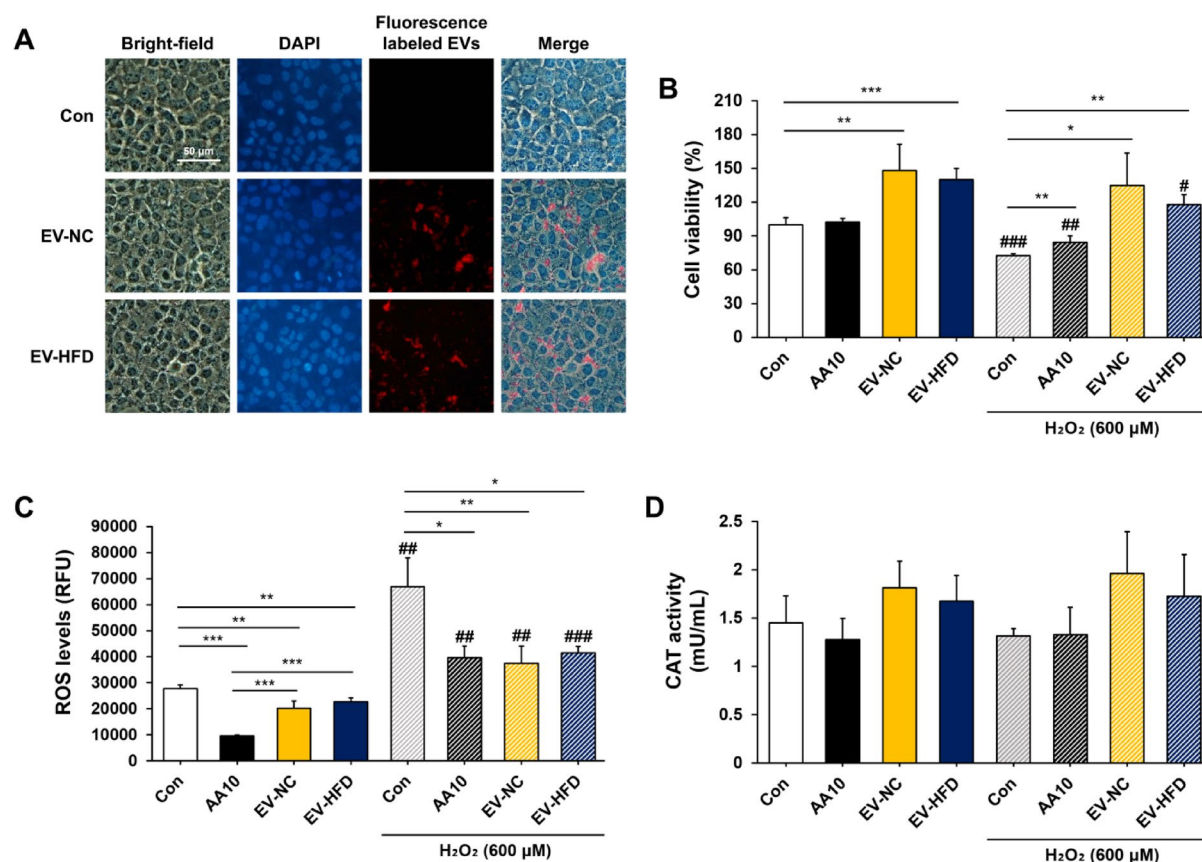 A
Bright-field
DAPI
Fluorescence
labeled EVs
Merge
Con
50 μm
EV-NC
EV-HFD
B
Cell viability (%)
210
180
150
120
90
60
30
0
***
**
**
*
**
###
##
#
Con
AA10
EV-NC
EV-HFD
Con
AA10
EV-NC
EV-HFD
H₂O₂ (600 μM)
C
ROS levels (RFU)
90000
80000
70000
60000
50000
40000
30000
20000
10000
0
**
**
***
***
***
*
**
*
##
##
##
###
Con
AA10
EV-NC
EV-HFD
Con
AA10
EV-NC
EV-HFD
H₂O₂ (600 μM)
D
CAT activity
(mU/mL)
2.5
2
1.5
1
0.5
0
Con
AA10
EV-NC
EV-HFD
Con
AA10
EV-NC
EV-HFD
H₂O₂ (600 μM)